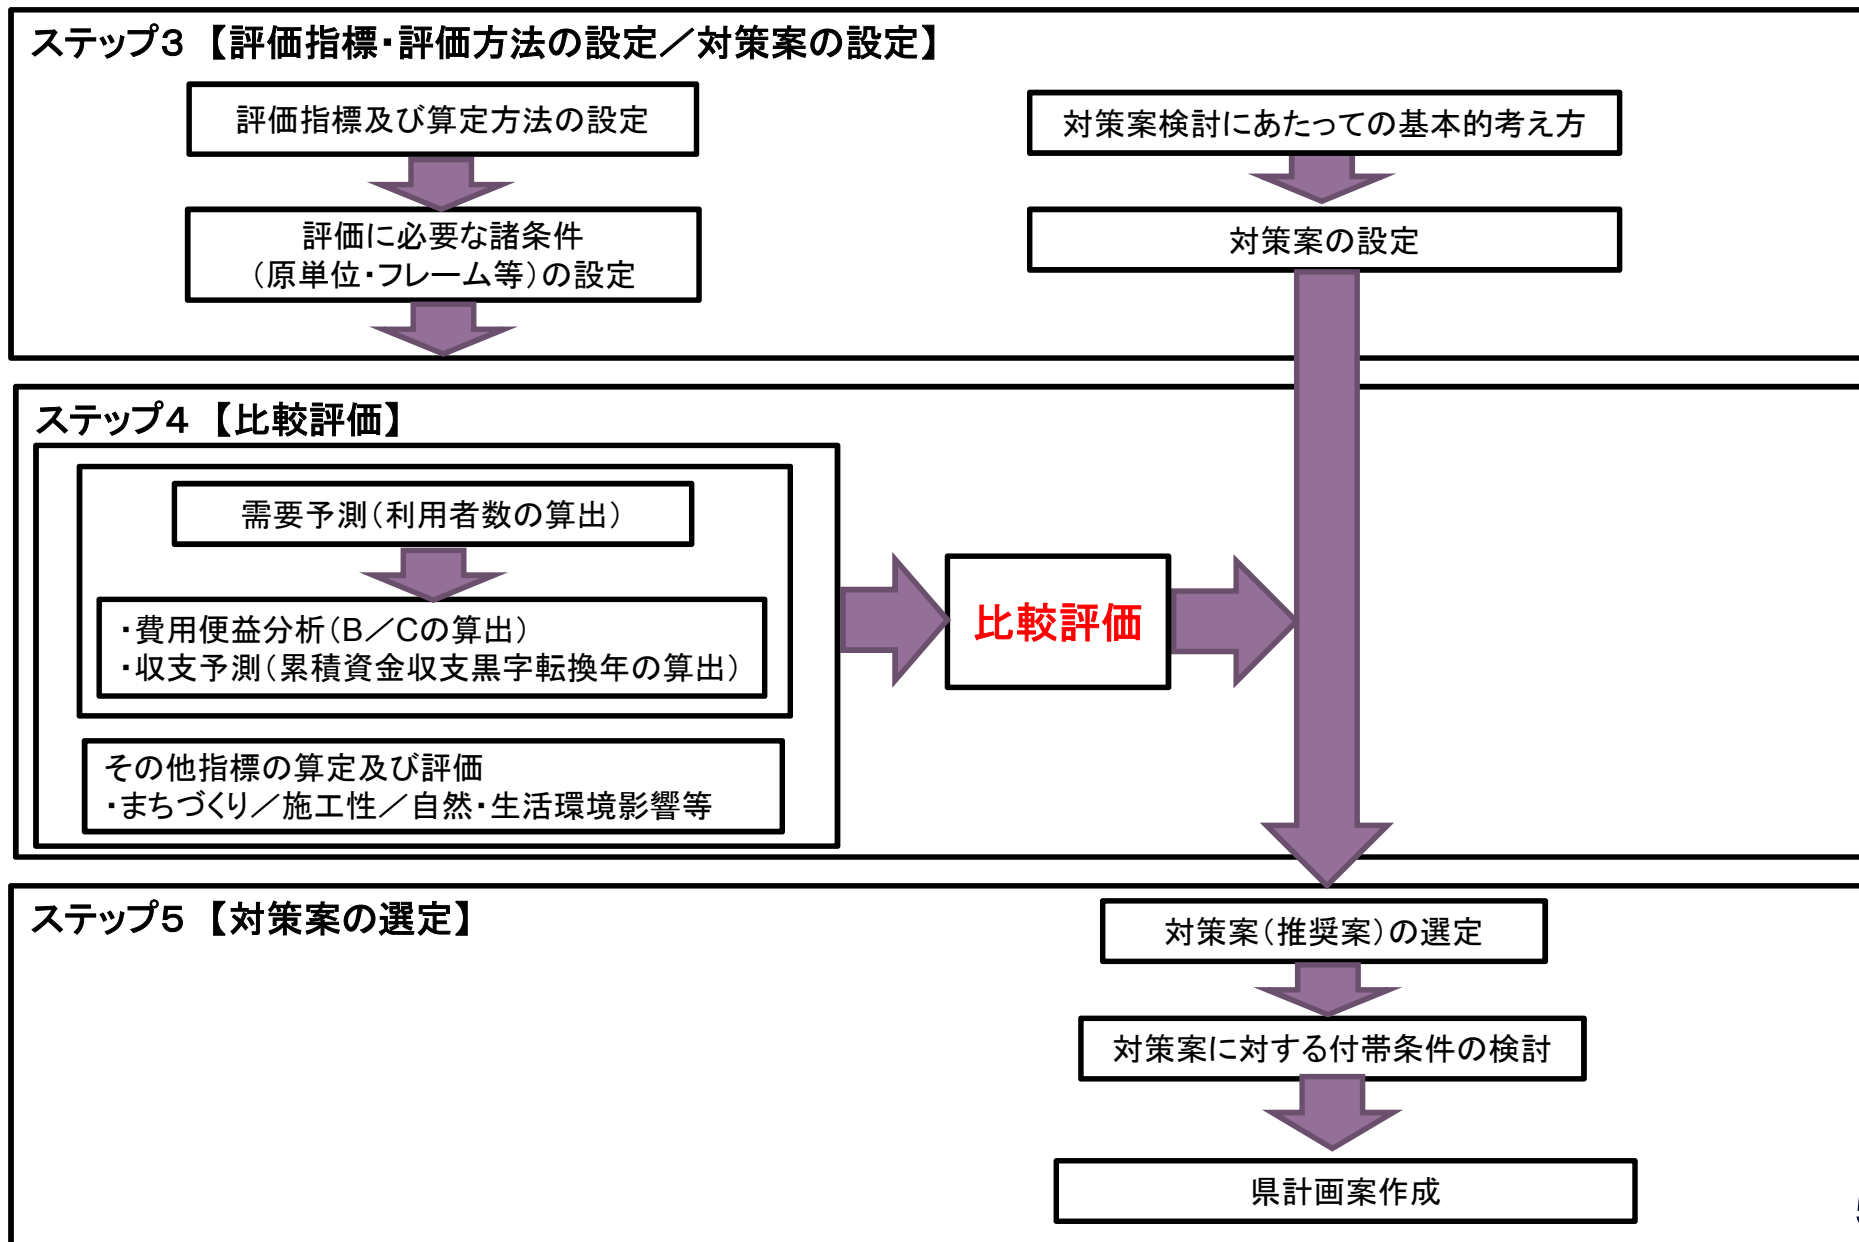 ステップ3 【評価指標・評価方法の設定／対策案の設定】
評価指標及び算定方法の設定
評価に必要な諸条件
（原単位・フレーム等）の設定
対策案検討にあたっての基本的考え方
対策案の設定
ステップ4 【比較評価】
需要予測（利用者数の算出）
・費用便益分析（B／Cの算出）
・収支予測（累積資金収支黒字転換年の算出）
その他指標の算定及び評価
・まちづくり／施工性／自然・生活環境影響等
比較評価
ステップ5 【対策案の選定】
対策案（推奨案）の選定
対策案に対する付帯条件の検討
県計画案作成